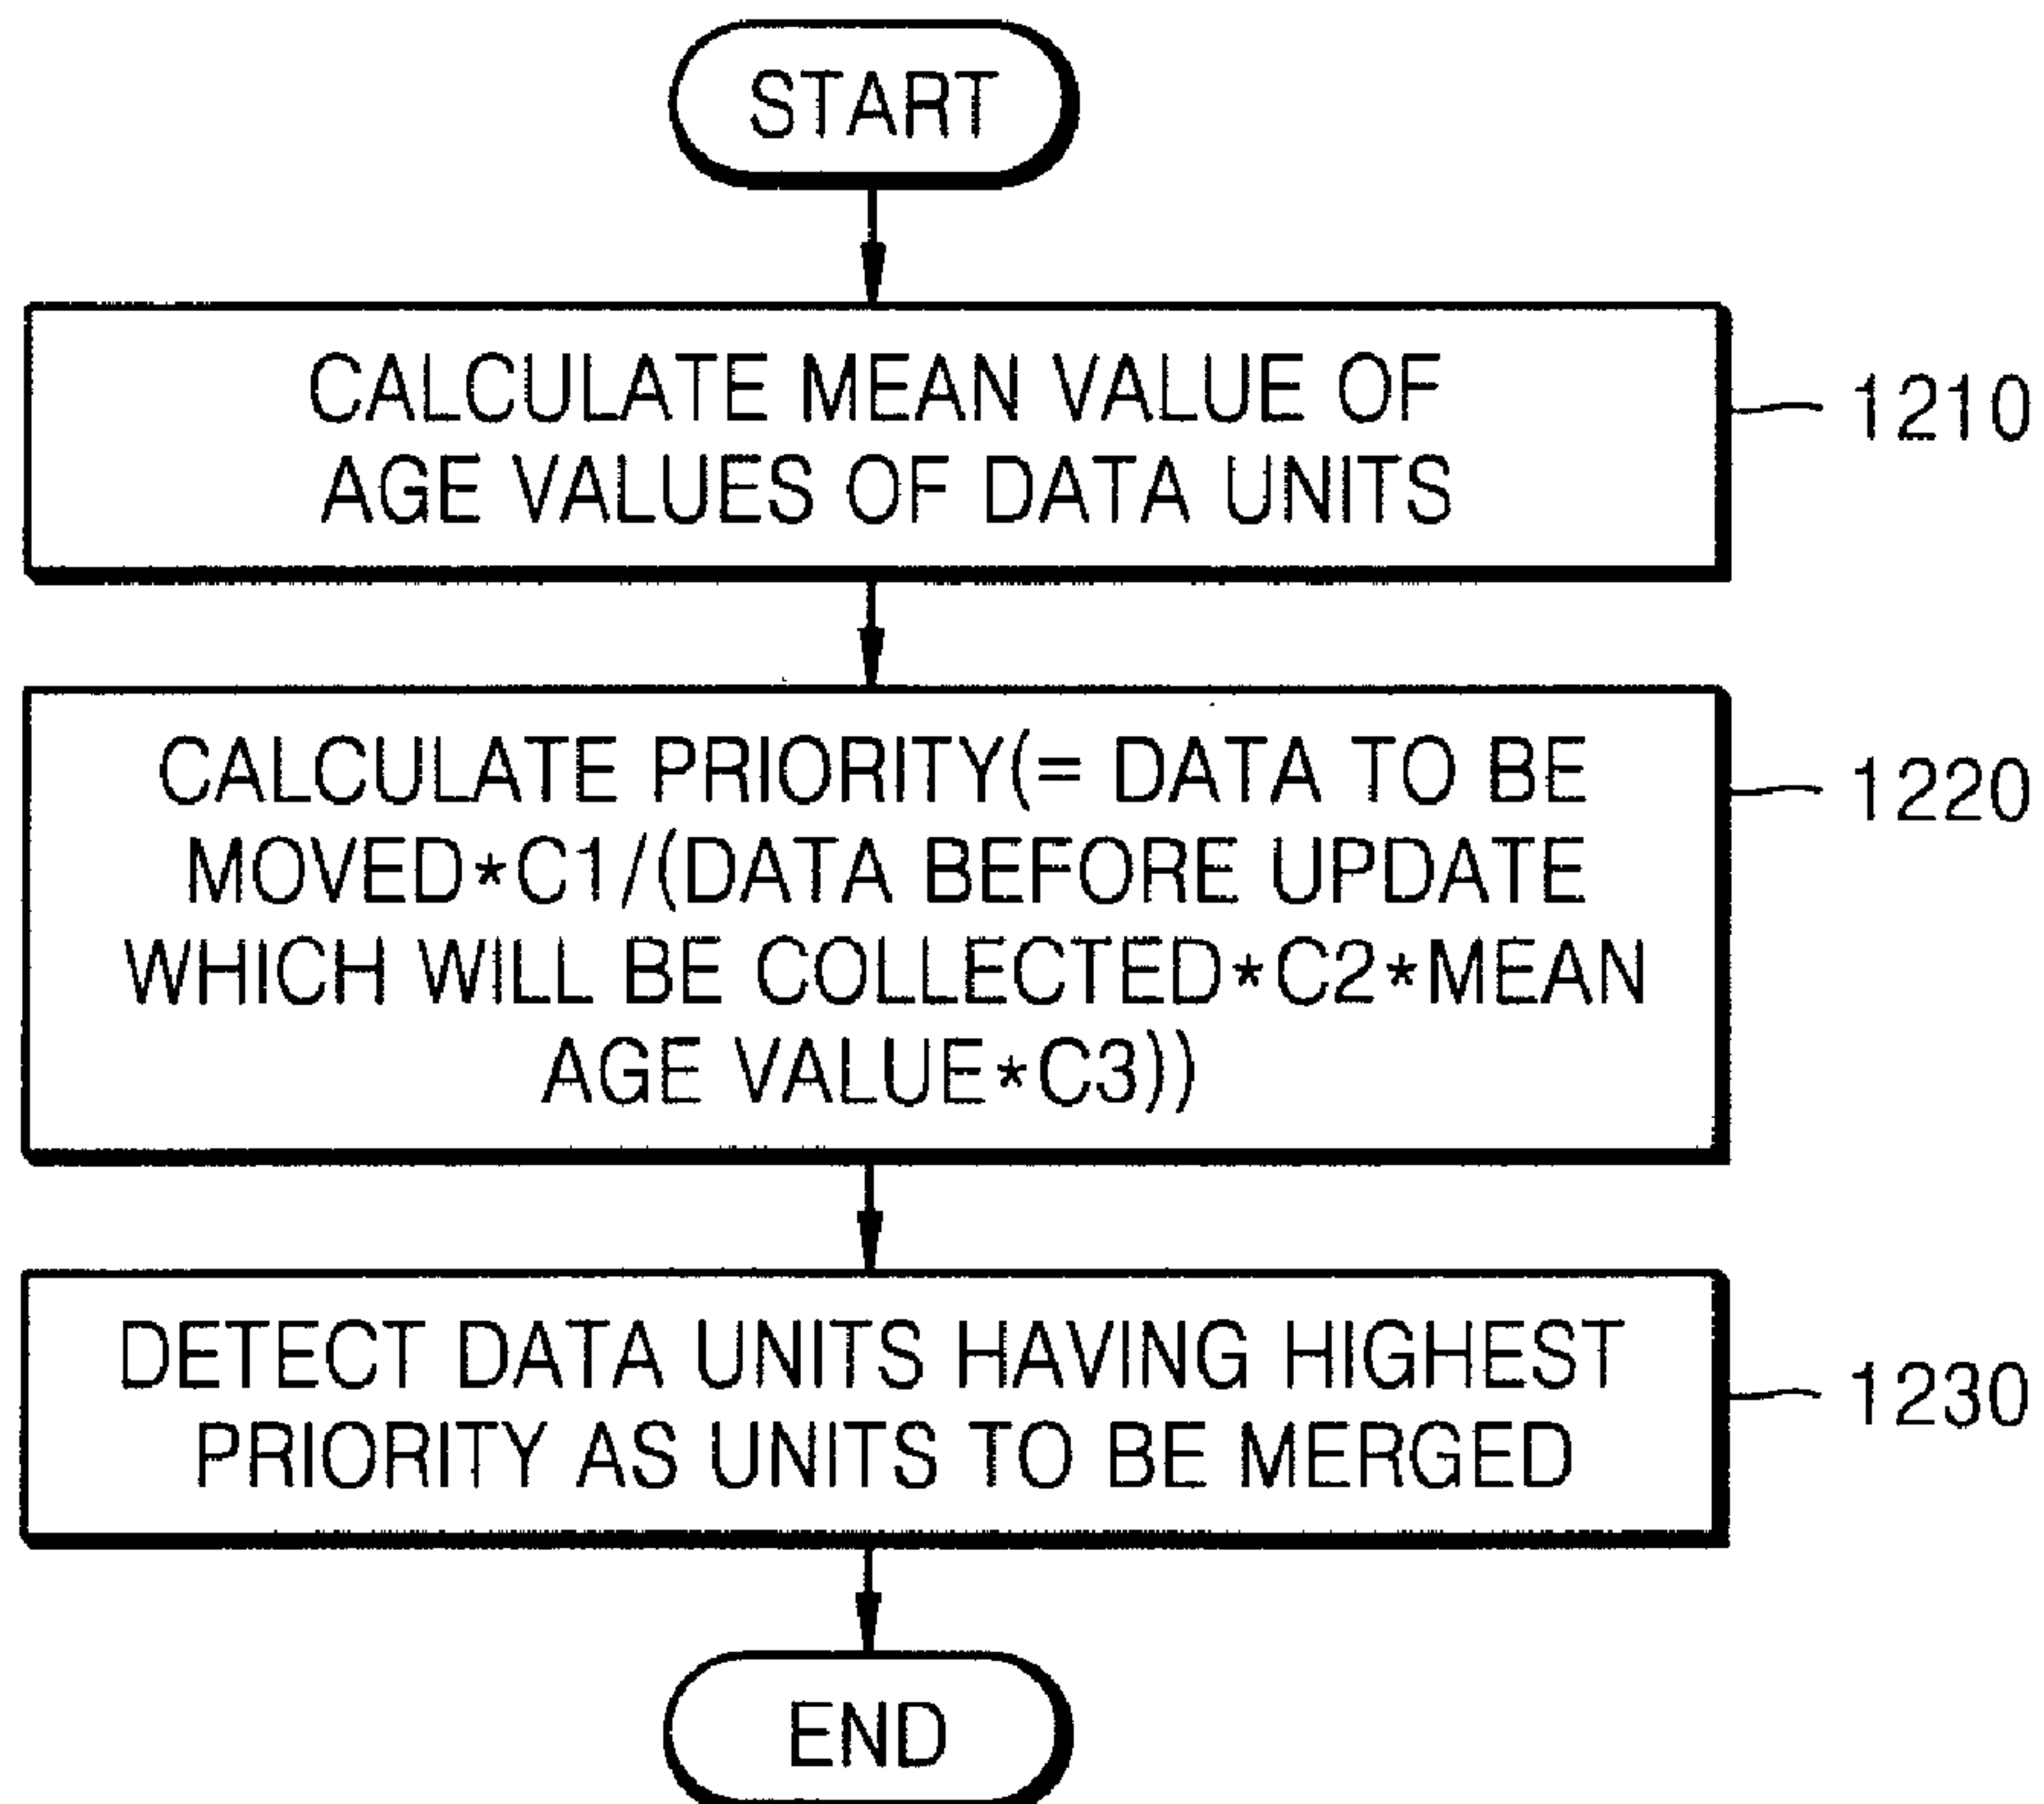 START
CALCULATE MEAN VALUE OF
AGE VALUES OF DATA UNITS
1210
CALCULATE PRIORITY(= DATA TO BE
MOVED*C1/(DATA BEFORE UPDATE
WHICH WILL BE COLLECTED*C2*MEAN
AGE VALUE*C3))
1220
DETECT DATA UNITS HAVING HIGHEST
PRIORITY AS UNITS TO BE MERGED
1230
END